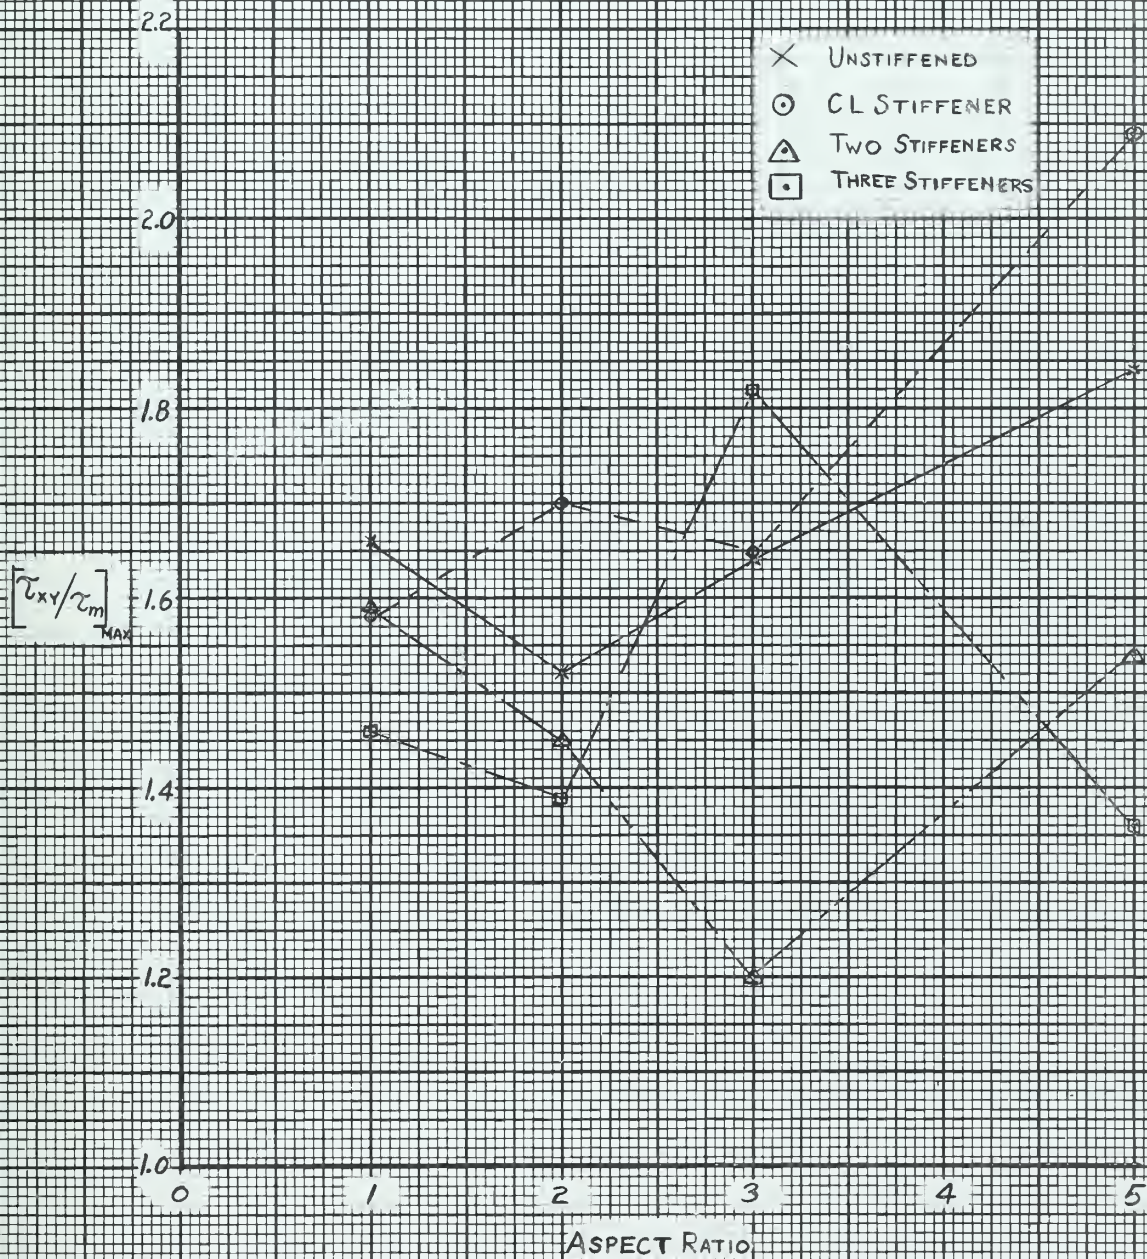 2.2
× UNSTIFFENED
⊙ CL STIFFENER
TWO STIFFENERS
THREE STIFFENERS
2.0
1.8
[τxy/τm]MAX
1.6
1.4
1.2
1.0
0 1 2 3 4 5
ASPECT RATIO